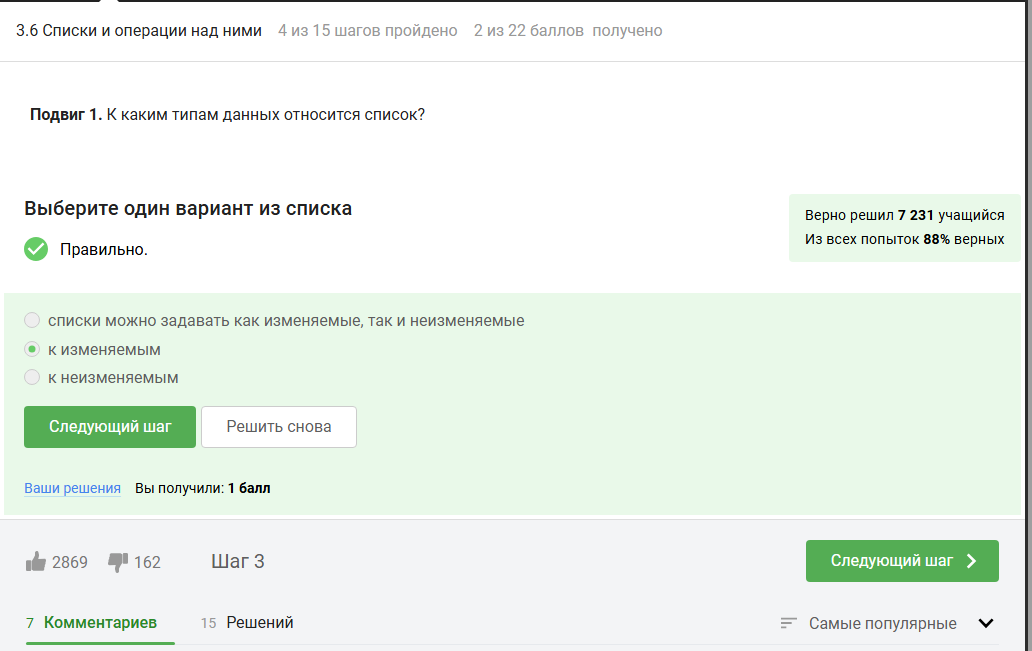 3.6 Списки и операции над ними 4 из 15 шагов пройдено 2 из 22 баллов получено
Подвиг 1. К каким типам данных относится список?
Выберите один вариант из списка
Верно решил 7 231 учащийся
Из всех попыток 88% верных
Правильно.
списки можно задавать как изменяемые, так и неизменяемые
к изменяемым
к неизменяемым
Следующий шаг Решить снова
Ваши решения Вы получили: 1 балл
2869 162 Шаг 3 Следующий шаг
7 Комментариев 15 Решений Самые популярные